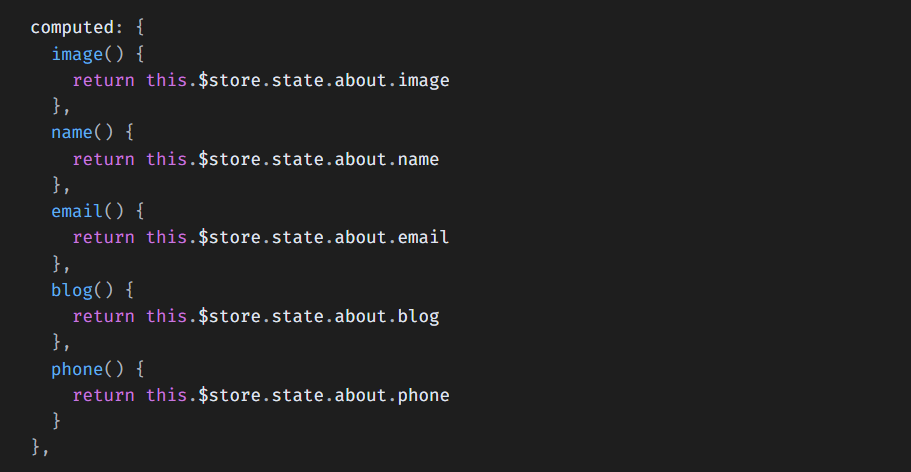 computed: {
  image() {
    return this.$store.state.about.image
  },
  name() {
    return this.$store.state.about.name
  },
  email() {
    return this.$store.state.about.email
  },
  blog() {
    return this.$store.state.about.blog
  },
  phone() {
    return this.$store.state.about.phone
  }
},